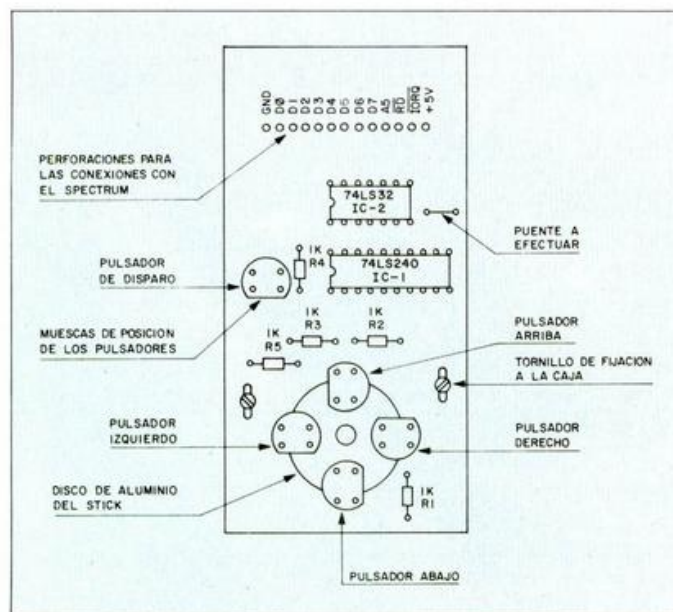 GND D0 D1 D2 D3 D4 D5 D6 D7 A5 RD IORQ +5V
PERFORACIONES PARA
LAS CONEXIONES CON
EL SPECTRUM
74LS32
IC-2
PUENTE A
EFECTUAR
PULSADOR
DE DISPARO
1K
R4
74LS240
IC-1
MUESCAS DE POSICION
DE LOS PULSADORES
1K
R3
1K
R2
1K
R5
PULSADOR
ARRIBA
TORNILLO DE FIJACION
A LA CAJA
PULSADOR
IZQUIERDO
PULSADOR
DERECHO
DISCO DE ALUMINIO
DEL STICK
1K
R1
PULSADOR ABAJO